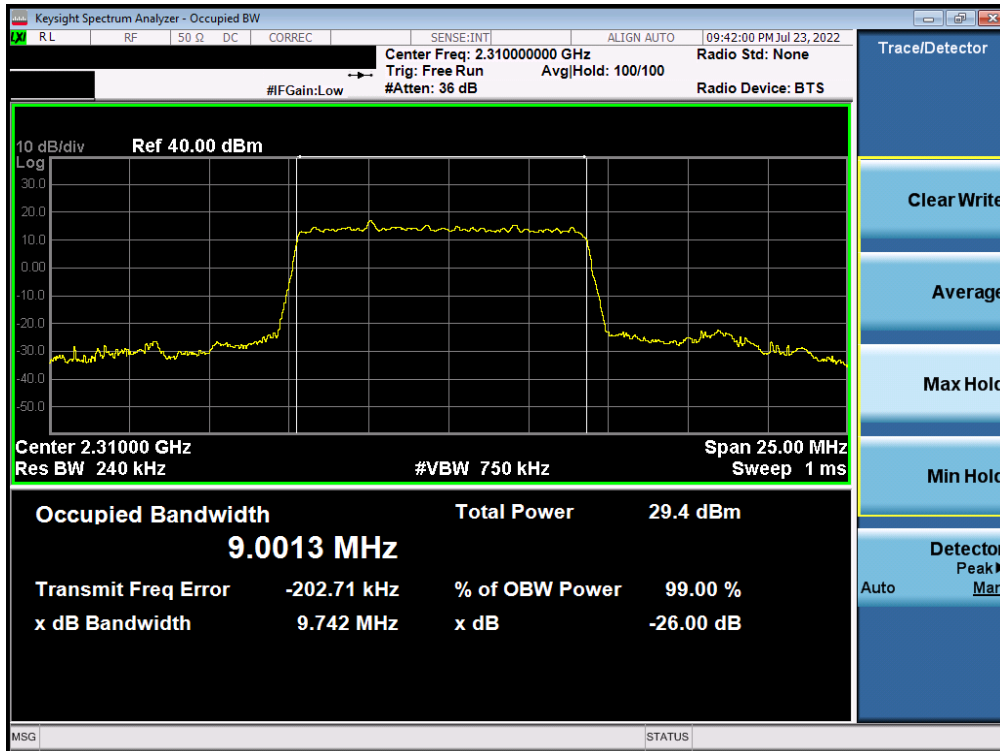 Keysight Spectrum Analyzer - Occupied BW
LXI RL RF 50 Ω DC CORREC SENSE:INT ALIGN AUTO 09:42:00 PM Jul 23, 2022
Center Freq: 2.310000000 GHz Radio Std: None
Trig: Free Run Avg|Hold: 100/100
#IFGain:Low #Atten: 36 dB Radio Device: BTS
Trace/Detector
10 dB/div Ref 40.00 dBm
Log
30.0
20.0
10.0
0.00
-10.0
-20.0
-30.0
-40.0
-50.0
Center 2.31000 GHz Span 25.00 MHz
Res BW 240 kHz #VBW 750 kHz Sweep 1 ms
Occupied Bandwidth Total Power 29.4 dBm
9.0013 MHz
Transmit Freq Error -202.71 kHz % of OBW Power 99.00 %
x dB Bandwidth 9.742 MHz x dB -26.00 dB
Clear Write
Average
Max Hold
Min Hold
Detector
Peak
Auto Man
MSG STATUS